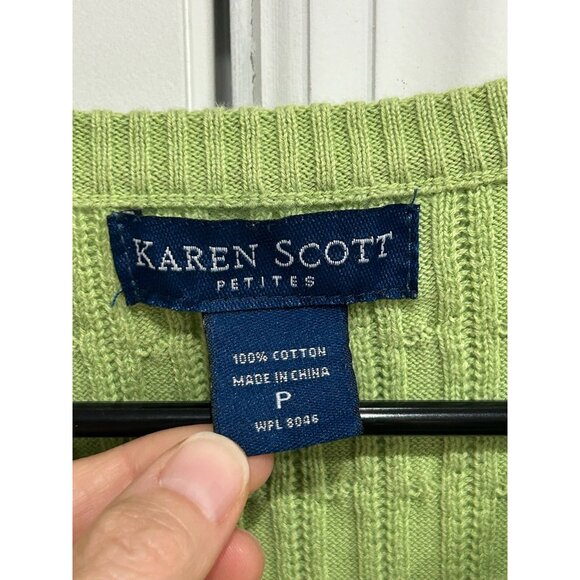 KAREN SCOTT
PETITES
100% COTTON
MADE IN CHINA
P
WPL 8046